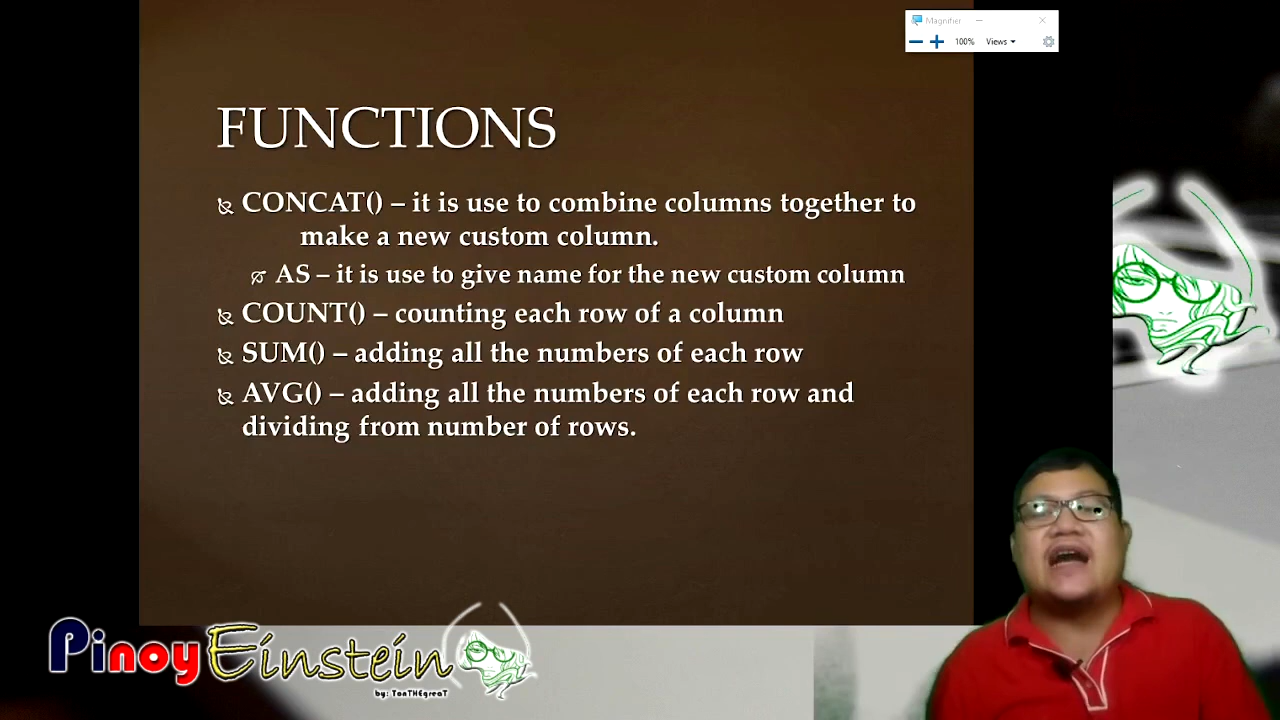 Magnifier
100% Views
FUNCTIONS
CONCAT() – it is use to combine columns together to
make a new custom column.
AS – it is use to give name for the new custom column
COUNT() – counting each row of a column
SUM() – adding all the numbers of each row
AVG() – adding all the numbers of each row and
dividing from number of rows.
Pinoy Einstein
by: TonTHEgreaT